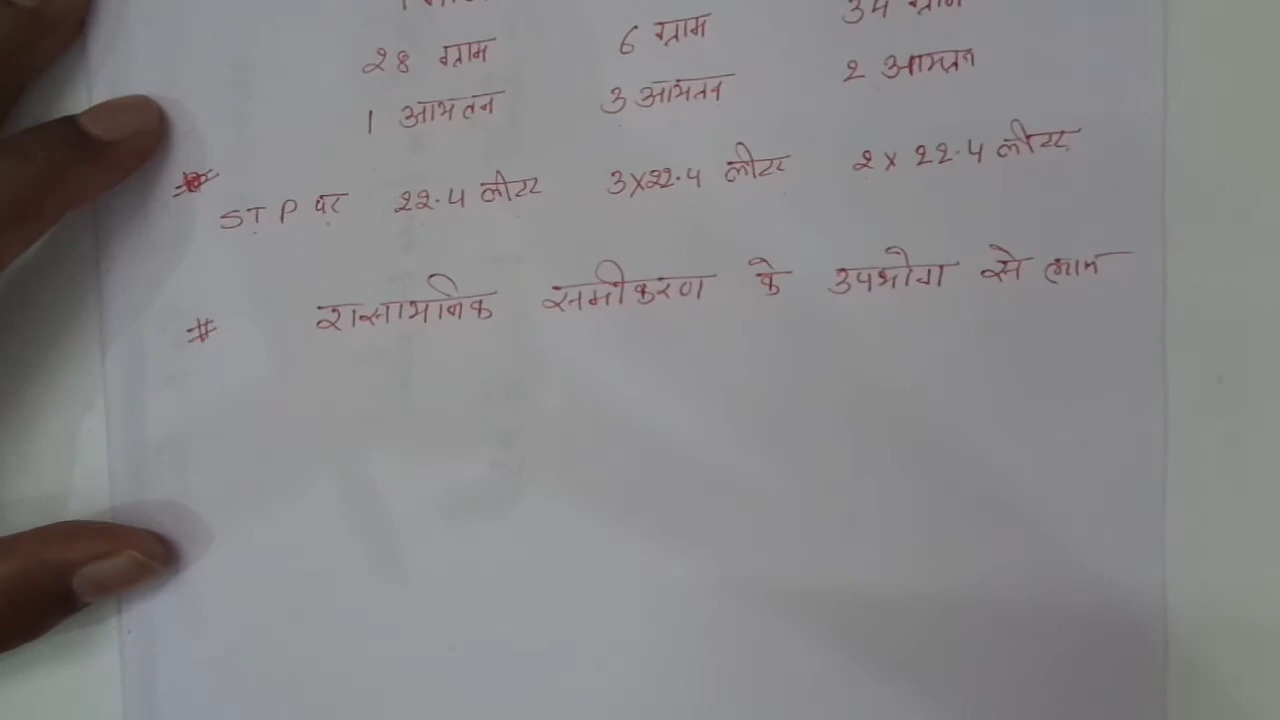 28 ग्राम 6 ग्राम 34 ग्राम
1 आयतन 3 आयतन 2 आयतन
STP पर 22.4 लीटर 3×22.4 लीटर 2×22.4 लीटर
# रासायनिक समीकरण के उपयोग से लाभ